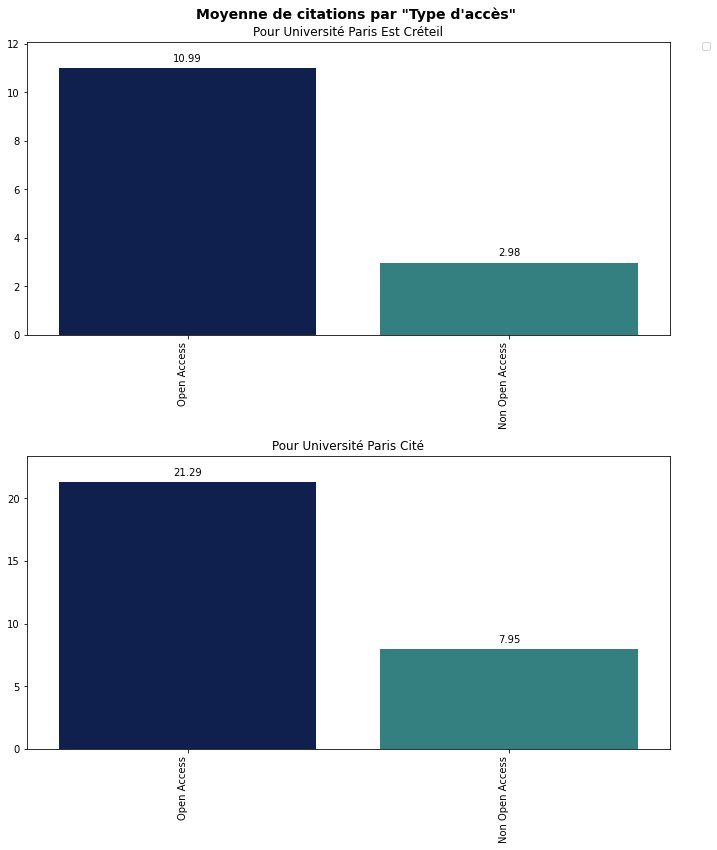 Moyenne de citations par "Type d'accès"
Pour Université Paris Est Créteil
12
10
8
6
4
2
0
10.99
2.98
Open Access
Non Open Access
Pour Université Paris Cité
20
15
10
5
0
21.29
7.95
Open Access
Non Open Access